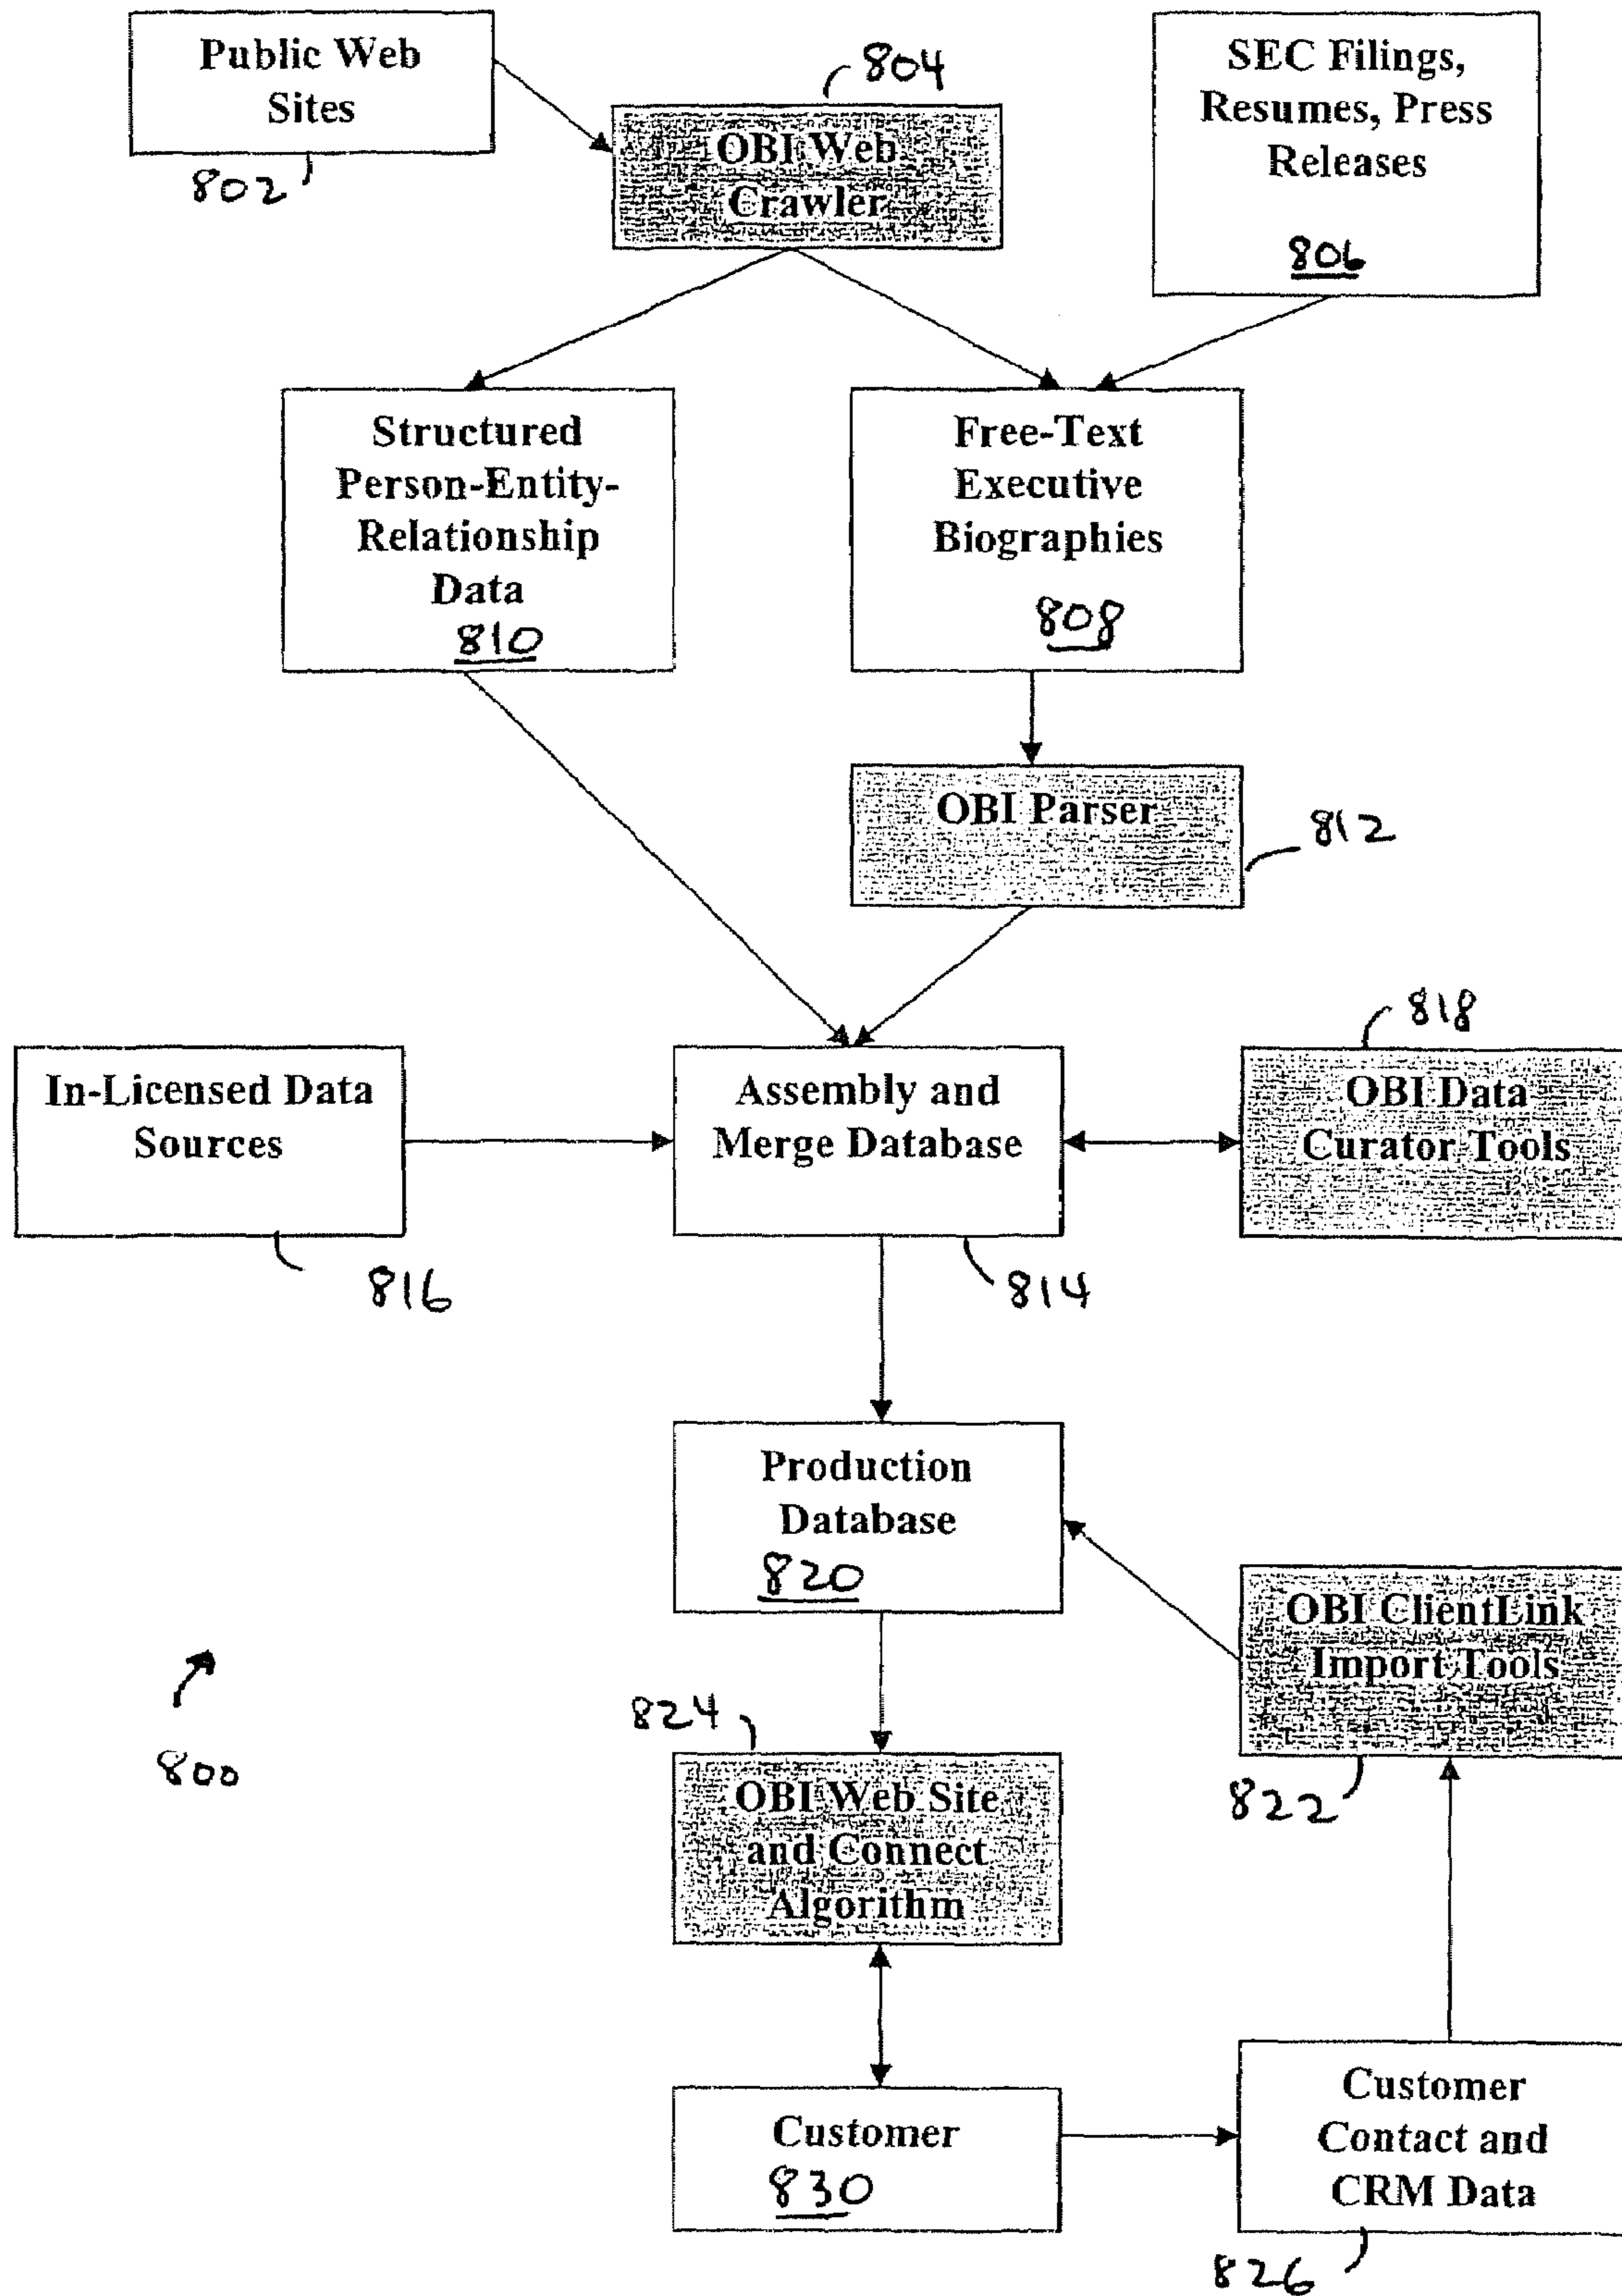 Public Web
Sites
802
804
OBI Web
Crawler
SEC Filings,
Resumes, Press
Releases
806
Structured
Person-Entity-
Relationship
Data
810
Free-Text
Executive
Biographies
808
OBI Parser
812
In-Licensed Data
Sources
816
Assembly and
Merge Database
814
818
OBI Data
Curator Tools
Production
Database
820
OBI ClientLink
Import Tools
822
800
824
OBI Web Site
and Connect
Algorithm
Customer
830
Customer
Contact and
CRM Data
826